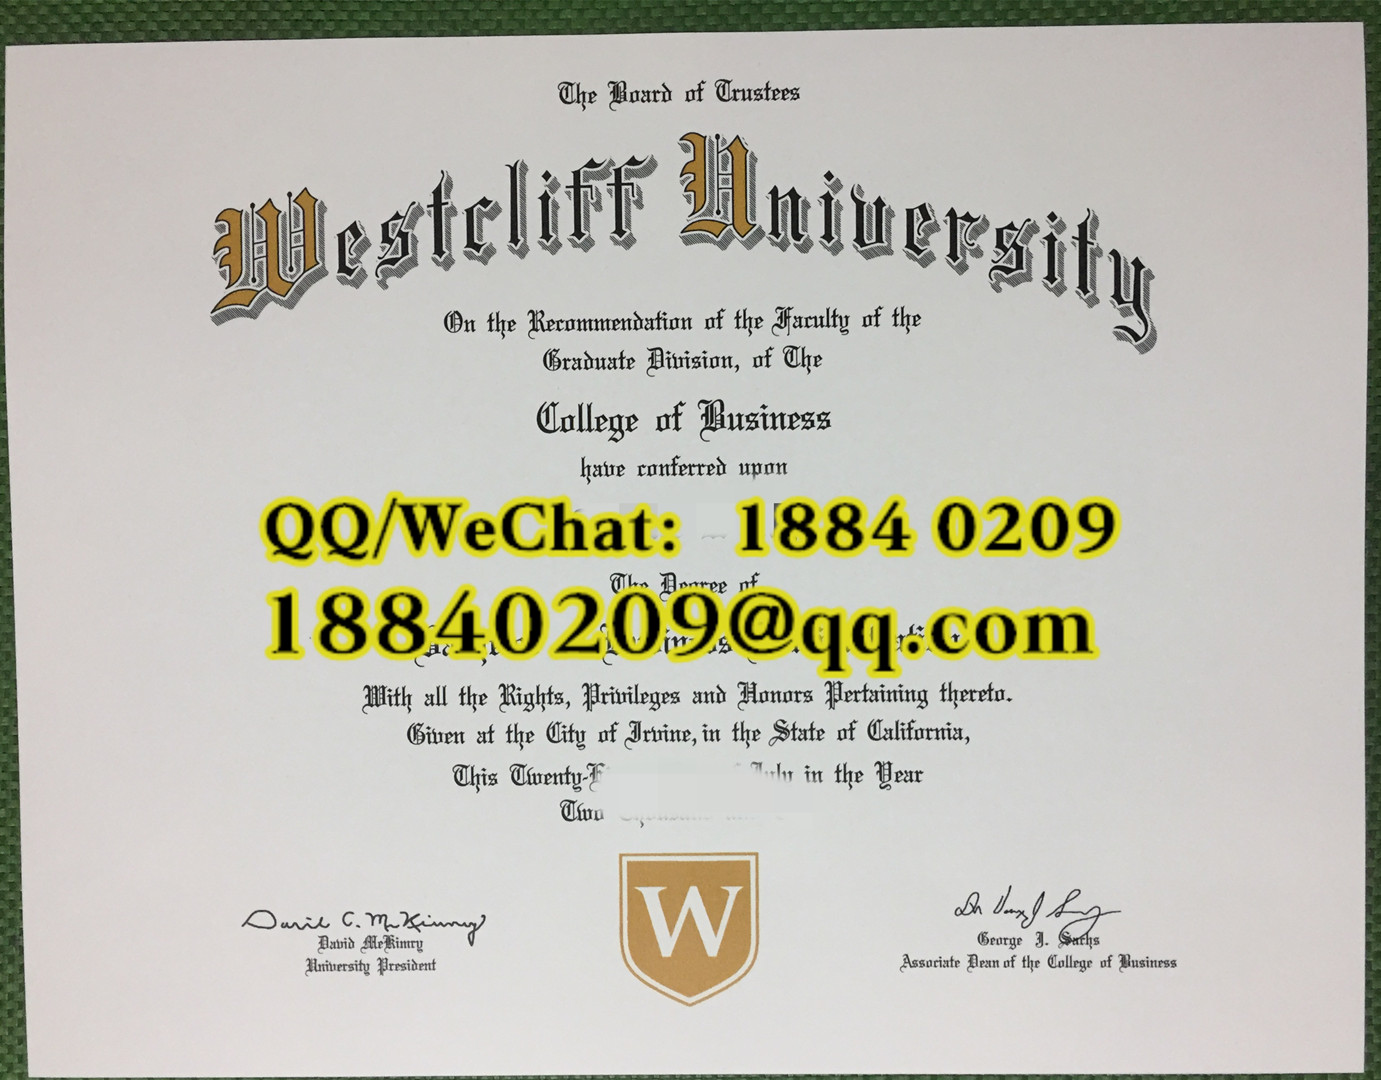 The Board of Trustees
Westcliff University
On the Recommendation of the Faculty of the
Graduate Division, of The
College of Business
have conferred upon
QQ/WeChat: 1884 0209
The Degree of
18840209@qq.com
With all the Rights, Privileges and Honors Pertaining thereto.
Given at the City of Irvine, in the State of California,
This July in the Year
Two
W
David C. McKinney
David McKinney
University President
George J. Sachs
Associate Dean of the College of Business